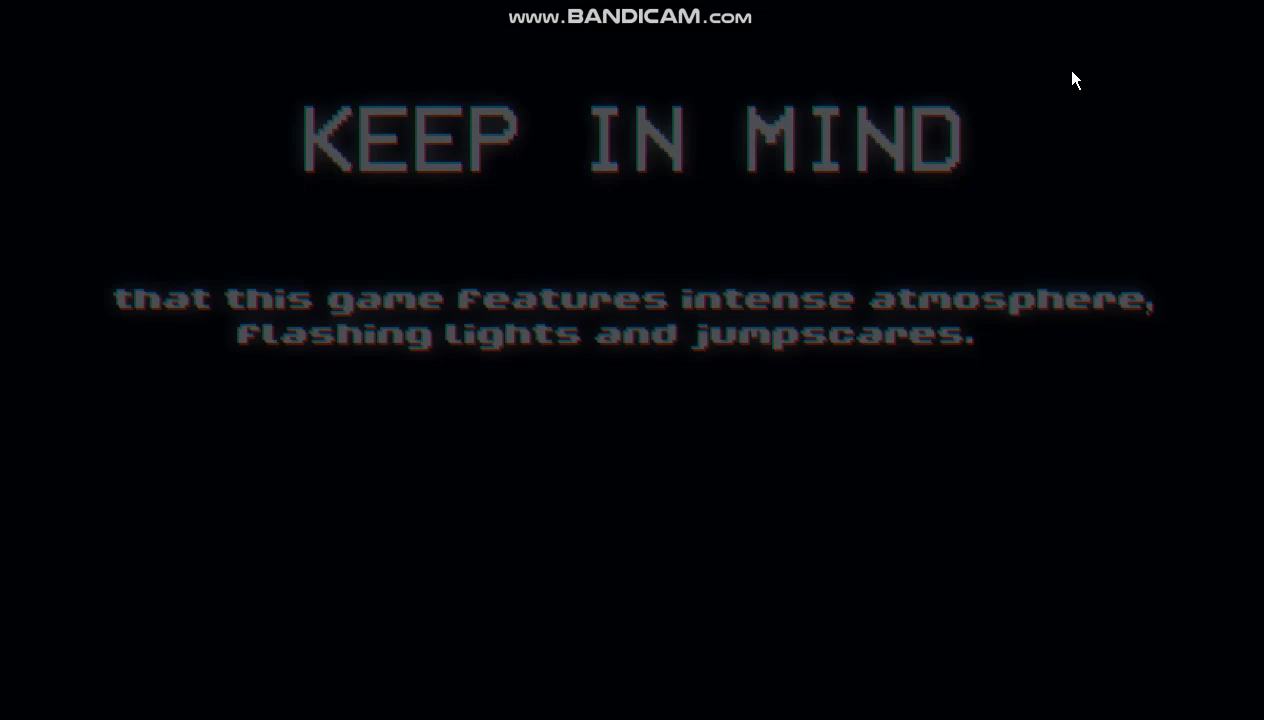 www.BANDICAM.com
KEEP IN MIND
that this game features intense atmosphere,
flashing lights and jumpscares.